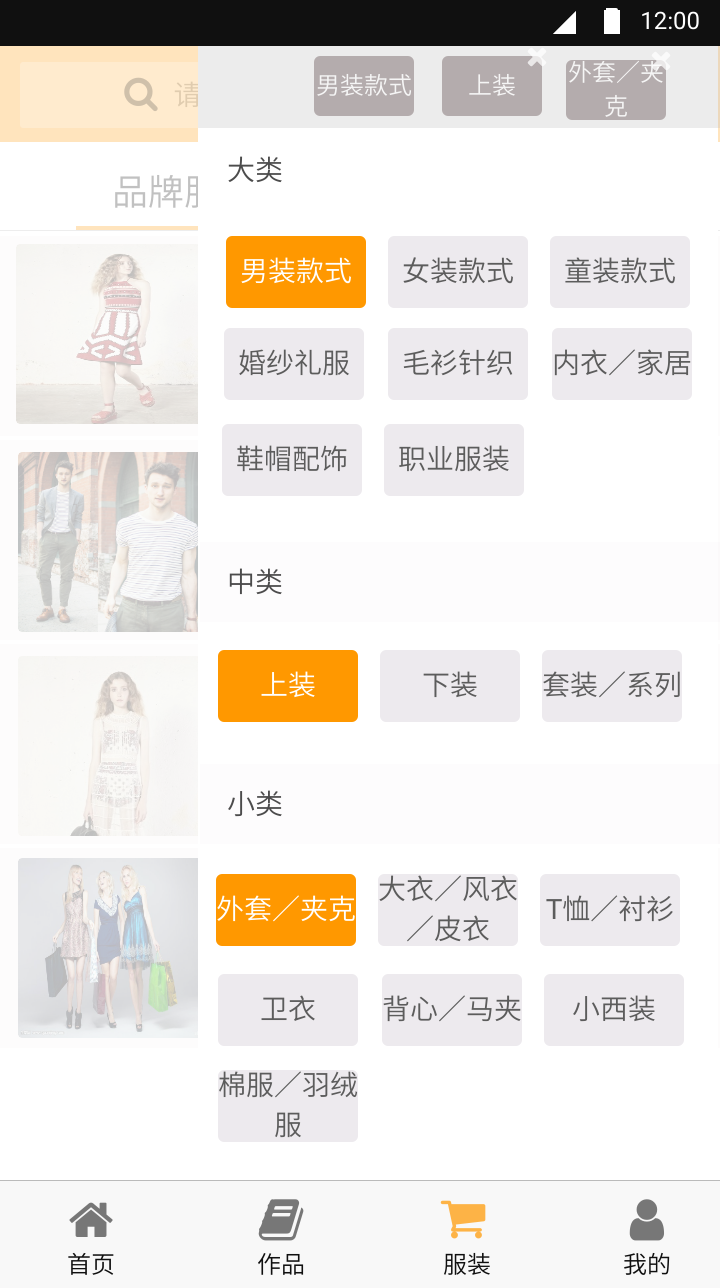 12:00
请
男装款式
上装
外套／夹
克
品牌服
大类
男装款式
女装款式
童装款式
婚纱礼服
毛衫针织
内衣／家居
鞋帽配饰
职业服装
中类
上装
下装
套装／系列
小类
外套／夹克
大衣／风衣
／皮衣
T恤／衬衫
卫衣
背心／马夹
小西装
棉服／羽绒
服
首页
作品
服装
我的